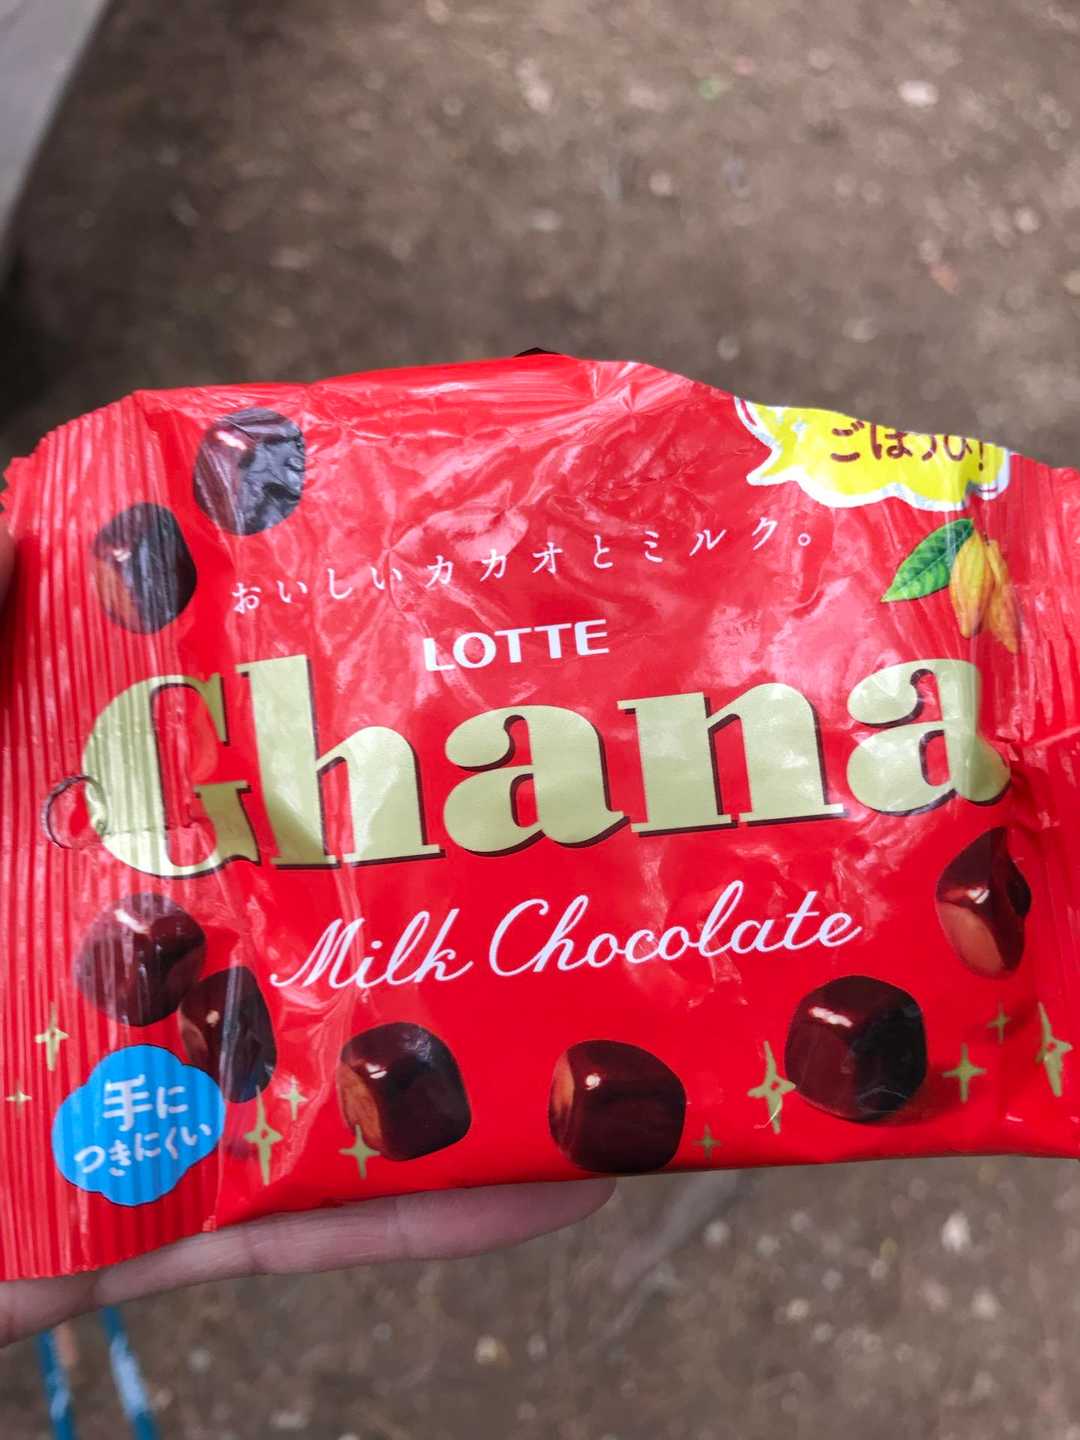 ごほうび!
おいしいカカオとミルク。
LOTTE
Ghana
Milk Chocolate
手に
つきにくい